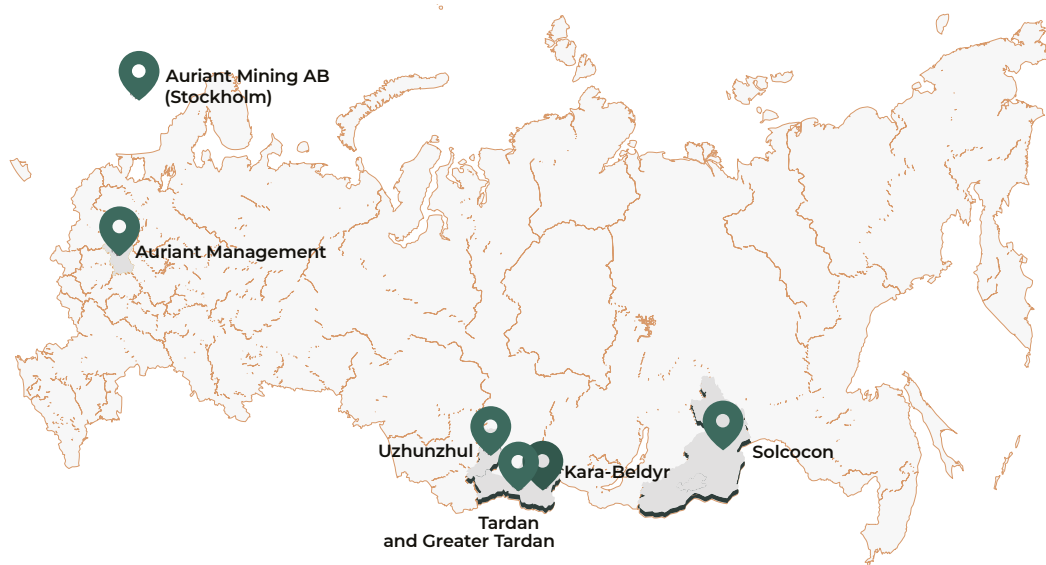 Auriant Mining AB
(Stockholm)
Auriant Management
Uzhunzhul
Kara-Beldyr
Solcocon
Tardan
and Greater Tardan